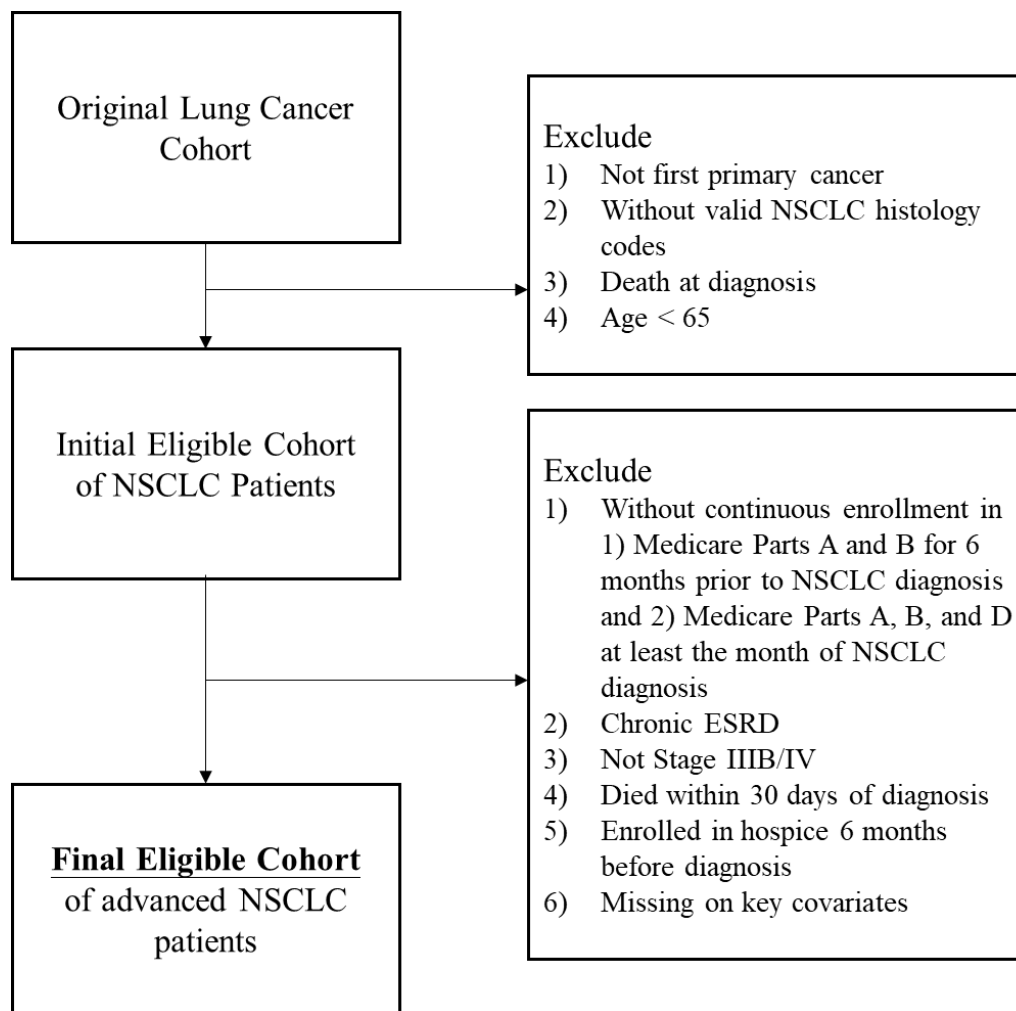 Original Lung Cancer
Cohort
Exclude
1) Not first primary cancer
2) Without valid NSCLC histology
codes
3) Death at diagnosis
4) Age < 65
Initial Eligible Cohort
of NSCLC Patients
Exclude
1) Without continuous enrollment in
1) Medicare Parts A and B for 6
months prior to NSCLC diagnosis
and 2) Medicare Parts A, B, and D
at least the month of NSCLC
diagnosis
2) Chronic ESRD
3) Not Stage IIIB/IV
4) Died within 30 days of diagnosis
5) Enrolled in hospice 6 months
before diagnosis
6) Missing on key covariates
Final Eligible Cohort
of advanced NSCLC
patients